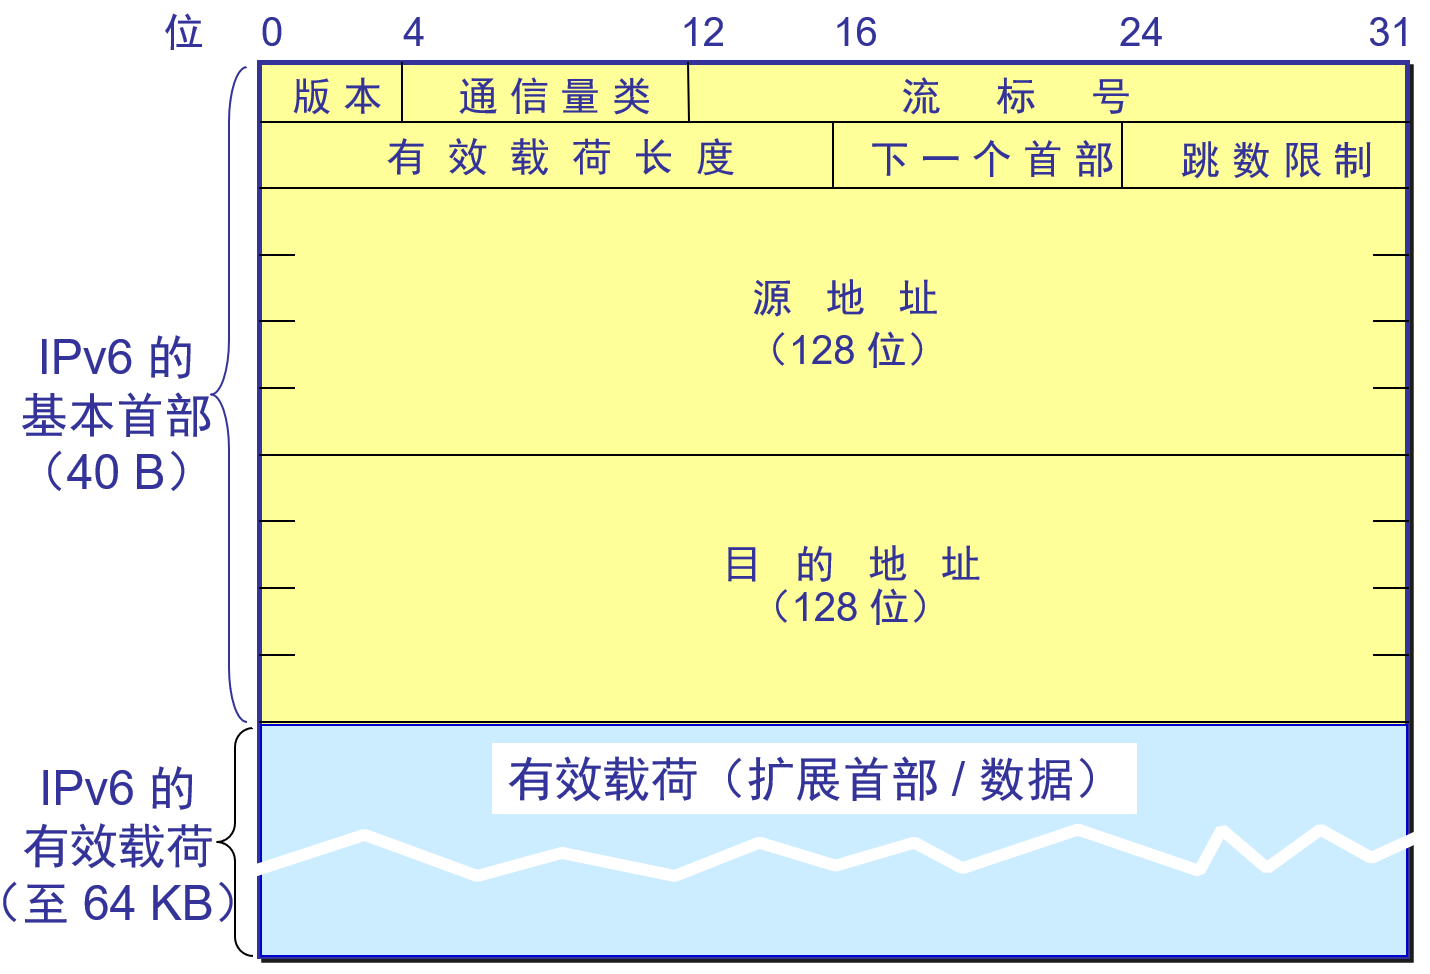 位 0 4 12 16 24 31
版本 通信量类 流标号
有效载荷长度 下一个首部 跳数限制
源地址
（128 位）
IPv6 的
基本首部
（40 B）
目的地址
（128 位）
有效载荷（扩展首部 / 数据）
IPv6 的
有效载荷
（至 64 KB）